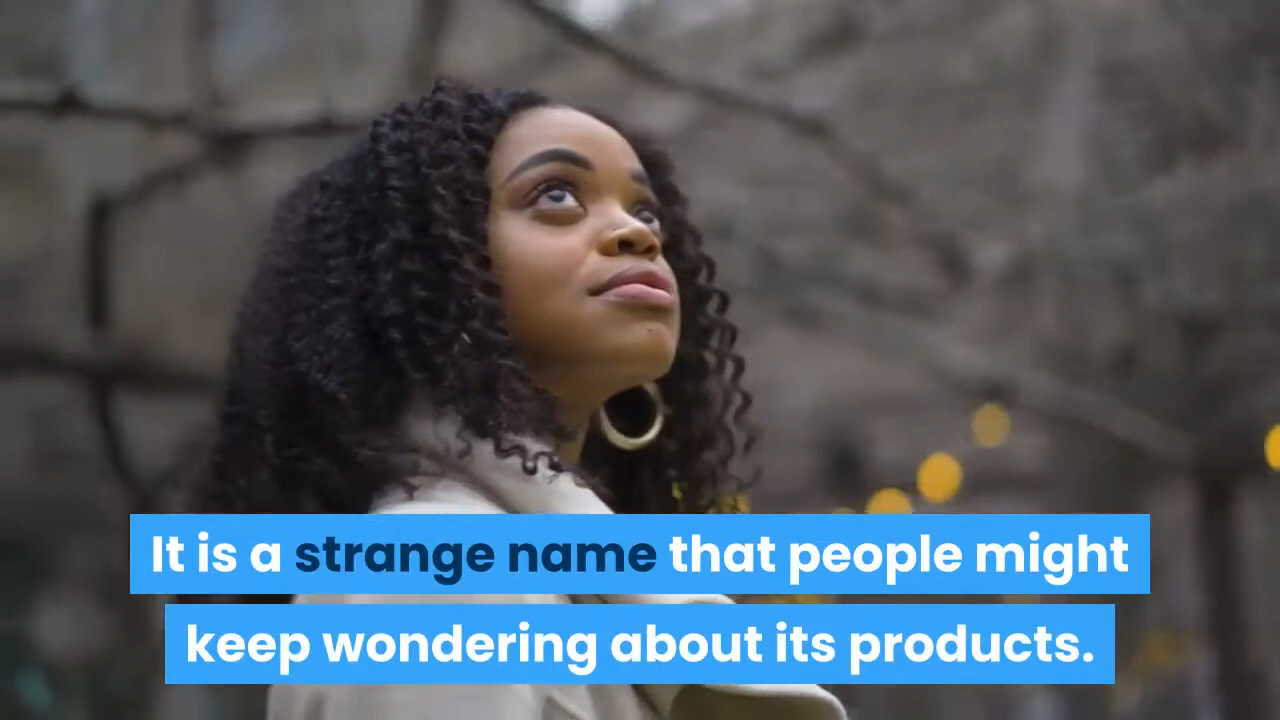 It is a strange name that people might
keep wondering about its products.